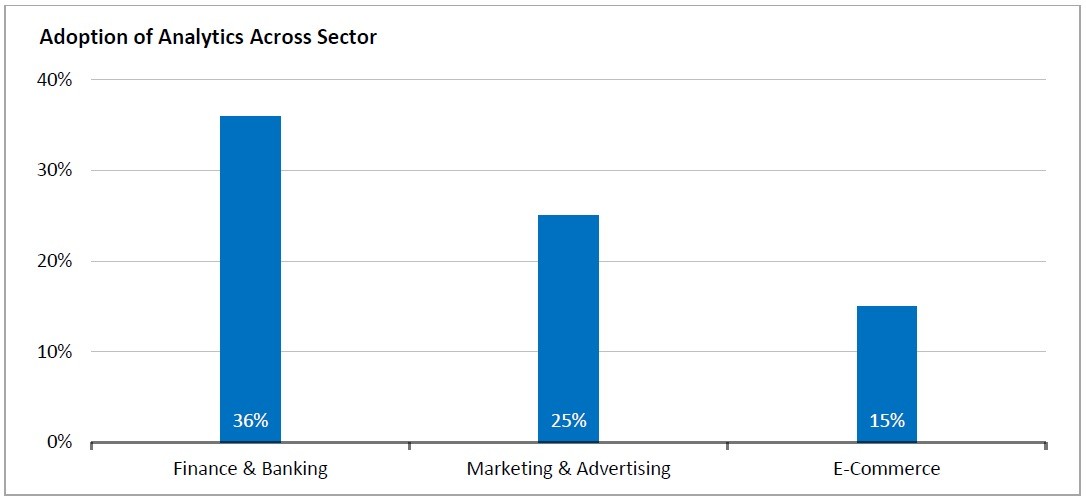 Adoption of Analytics Across Sector
40%
30%
20%
10%
0%
36%
25%
15%
Finance & Banking
Marketing & Advertising
E-Commerce